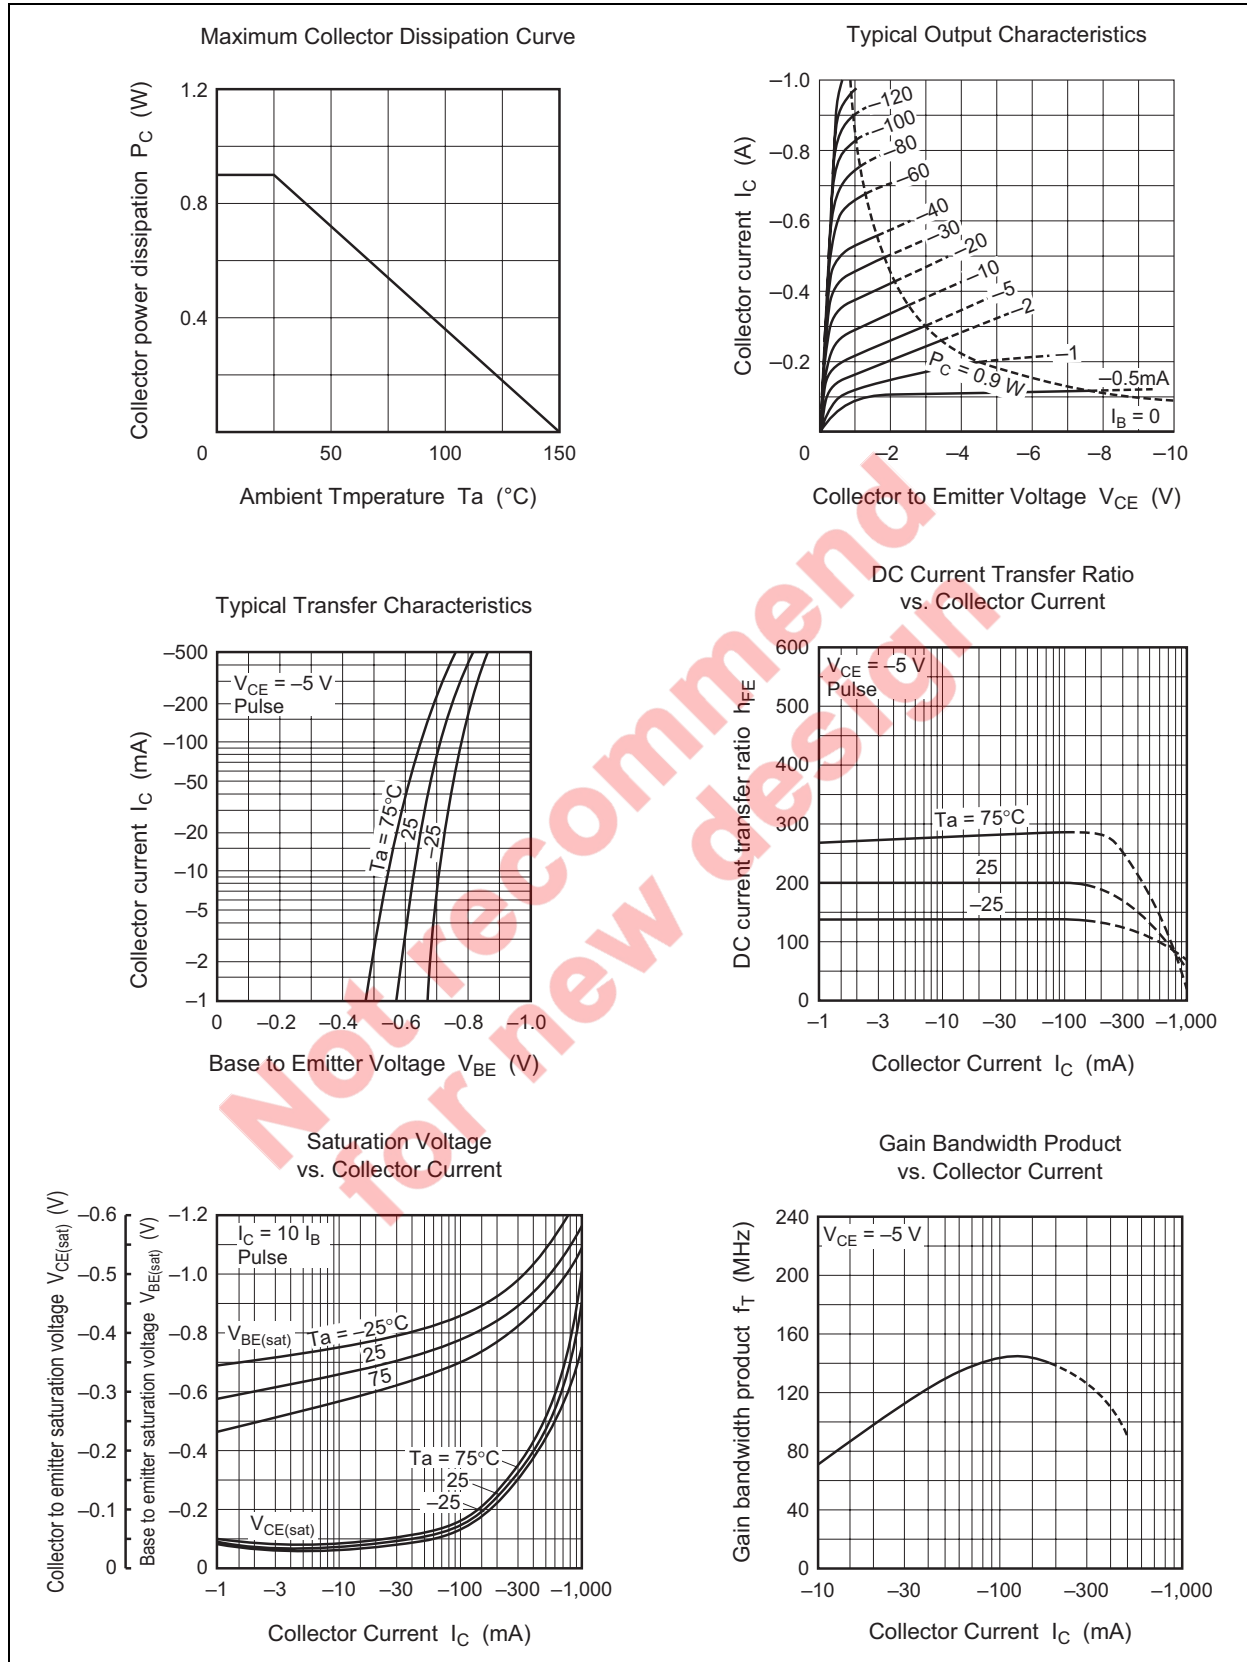 Maximum Collector Dissipation Curve
Collector power dissipation PC (W)
1.2
0.8
0.4
0
50
100
150
Ambient Tmperature Ta (°C)
Typical Output Characteristics
Collector current IC (A)
–1.0
–0.8
–0.6
–0.4
–0.2
0
–2
–4
–6
–8
–10
–120
–100
–80
–60
–40
–30
–20
–10
–5
–2
–1
–0.5mA
IB = 0
PC = 0.9 W
Collector to Emitter Voltage VCE (V)
Typical Transfer Characteristics
Collector current IC (mA)
–500
–200
–100
–50
–20
–10
–5
–2
–1
VCE = –5 V
Pulse
Ta = 75°C
25
–25
0
–0.2
–0.4
–0.6
–0.8
–1.0
Base to Emitter Voltage VBE (V)
DC Current Transfer Ratio
vs. Collector Current
DC current transfer ratio hFE
600
500
400
300
200
100
0
VCE = –5 V
Pulse
Ta = 75°C
25
–25
–1
–3
–10
–30
–100
–300
–1,000
Collector Current IC (mA)
Saturation Voltage
vs. Collector Current
Collector to emitter saturation voltage VCE(sat) (V)
–0.6
–0.5
–0.4
–0.3
–0.2
–0.1
0
Base to emitter saturation voltage VBE(sat) (V)
–1.2
–1.0
–0.8
–0.6
–0.4
–0.2
0
IC = 10 IB
Pulse
VBE(sat)
Ta = –25°C
25
75
Ta = 75°C
25
–25
VCE(sat)
–1
–3
–10
–30
–100
–300
–1,000
Collector Current IC (mA)
Gain Bandwidth Product
vs. Collector Current
Gain bandwidth product fT (MHz)
240
200
160
120
80
40
0
VCE = –5 V
–10
–30
–100
–300
–1,000
Collector Current IC (mA)
Not recommend
for new design